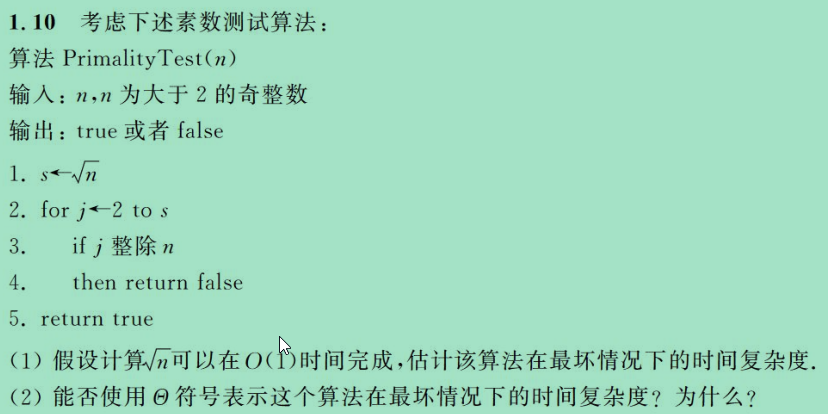 1.10 考虑下述素数测试算法：
算法 PrimalityTest(n)
输入：n,n 为大于 2 的奇整数
输出：true 或者 false
1. s←√n
2. for j←2 to s
3. if j 整除 n
4. then return false
5. return true
(1) 假设计算√n可以在 O(1)时间完成,估计该算法在最坏情况下的时间复杂度.
(2) 能否使用 Θ 符号表示这个算法在最坏情况下的时间复杂度？为什么？